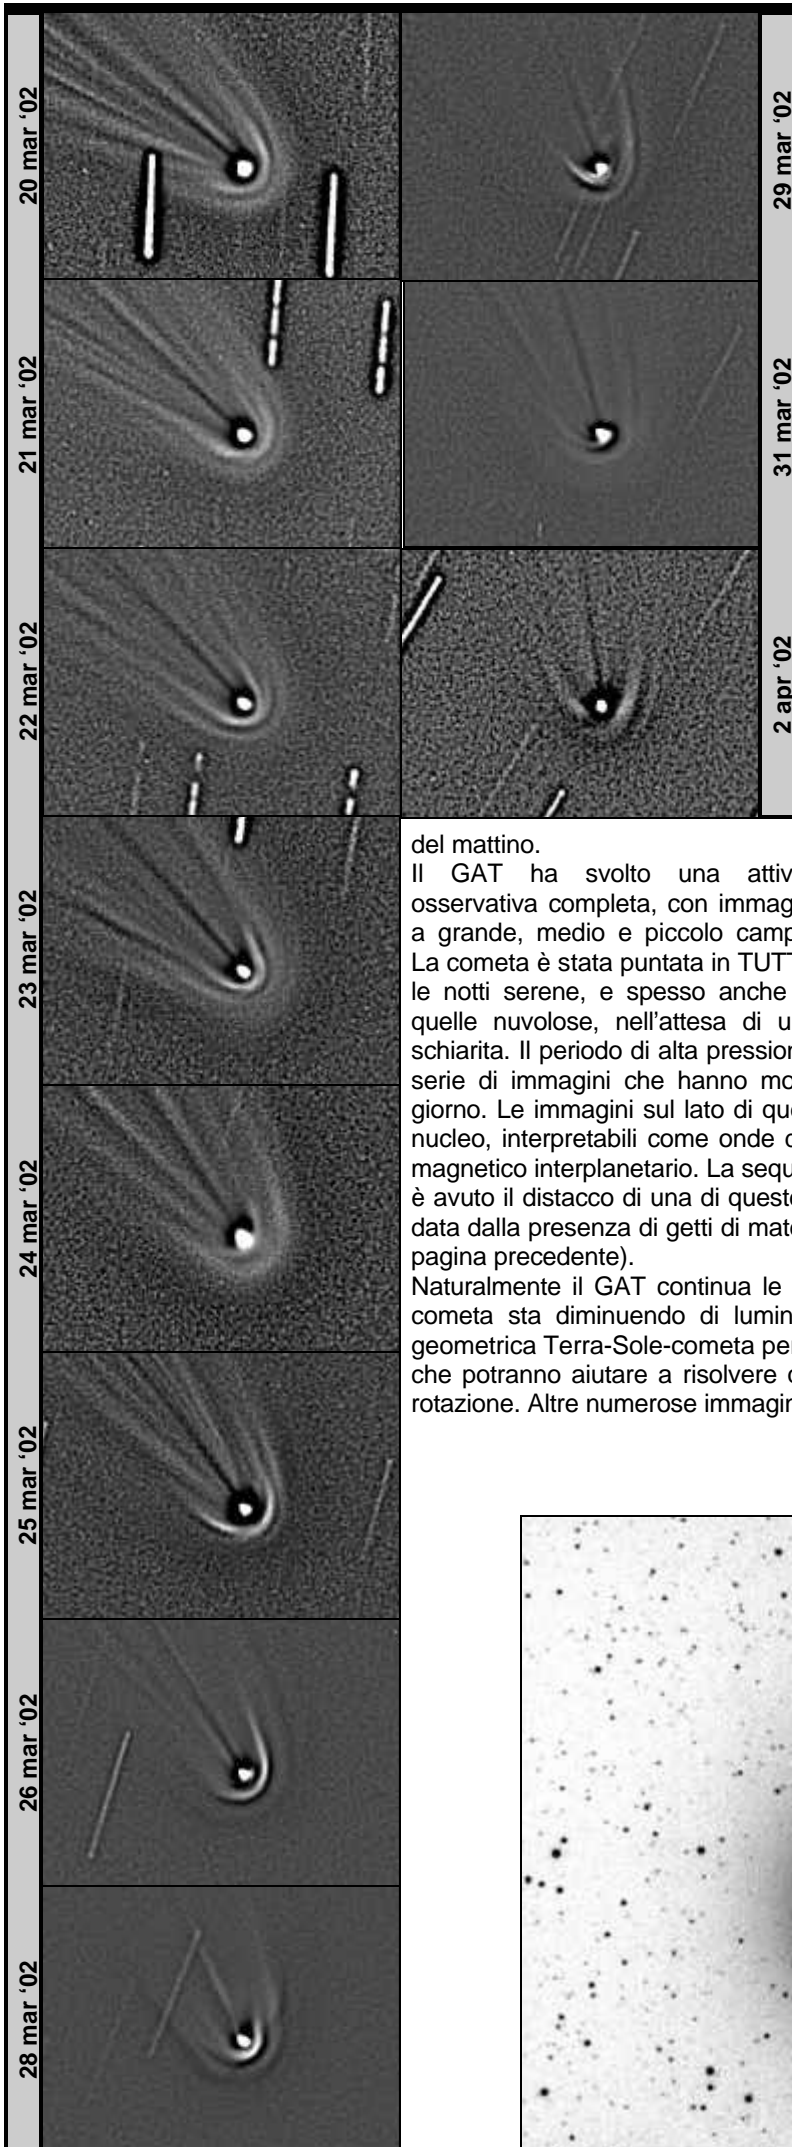 20 mar ‘02
21 mar ‘02
22 mar ‘02
23 mar ‘02
24 mar ‘02
25 mar ‘02
26 mar ‘02
28 mar ‘02
29 mar ‘02
31 mar ‘02
2 apr ‘02
del mattino.
Il GAT ha svolto una attiv
osservativa completa, con immag
a grande, medio e piccolo camp
La cometa è stata puntata in TUTT
le notti serene, e spesso anche
quelle nuvolose, nell’attesa di u
schiarita. Il periodo di alta pression
serie di immagini che hanno mo
giorno. Le immagini sul lato di que
nucleo, interpretabili come onde
magnetico interplanetario. La sequ
è avuto il distacco di una di queste
data dalla presenza di getti di mate
pagina precedente).
Naturalmente il GAT continua le
cometa sta diminuendo di lumin
geometrica Terra-Sole-cometa per
che potranno aiutare a risolvere
rotazione. Altre numerose immagin